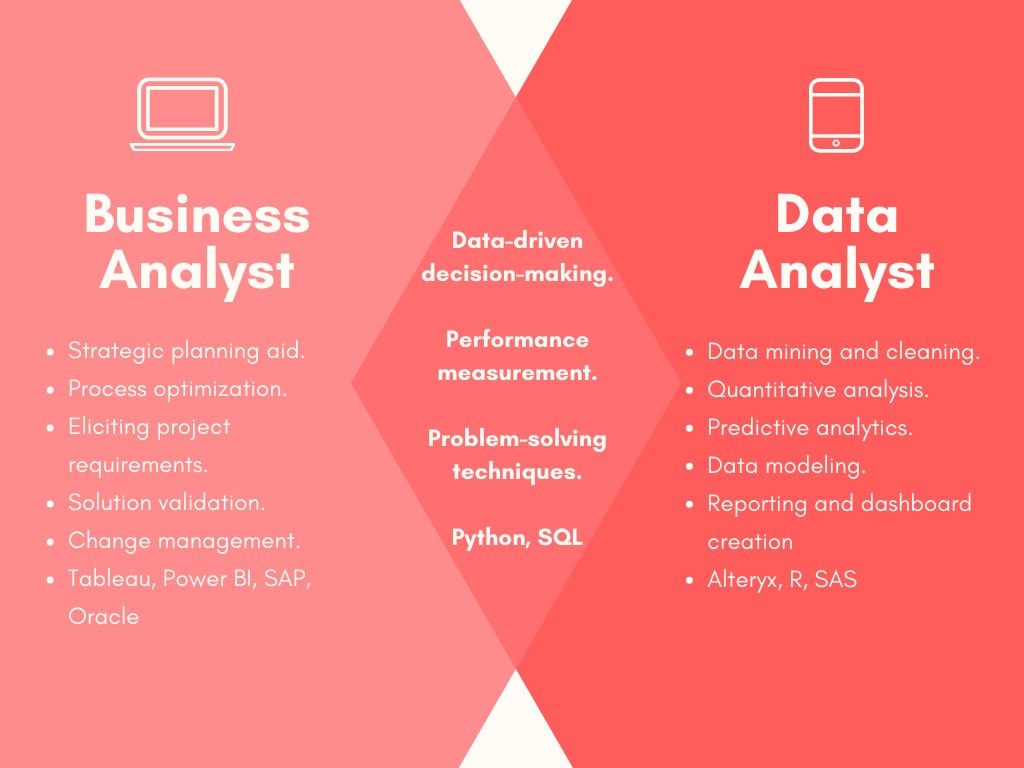 Business
Analyst
• Strategic planning aid.
• Process optimization.
• Eliciting project
requirements.
• Solution validation.
• Change management.
• Tableau, Power BI, SAP,
Oracle
Data-driven
decision-making.
Performance
measurement.
Problem-solving
techniques.
Python, SQL
Data
Analyst
• Data mining and cleaning.
• Quantitative analysis.
• Predictive analytics.
• Data modeling.
• Reporting and dashboard
creation
• Alteryx, R, SAS